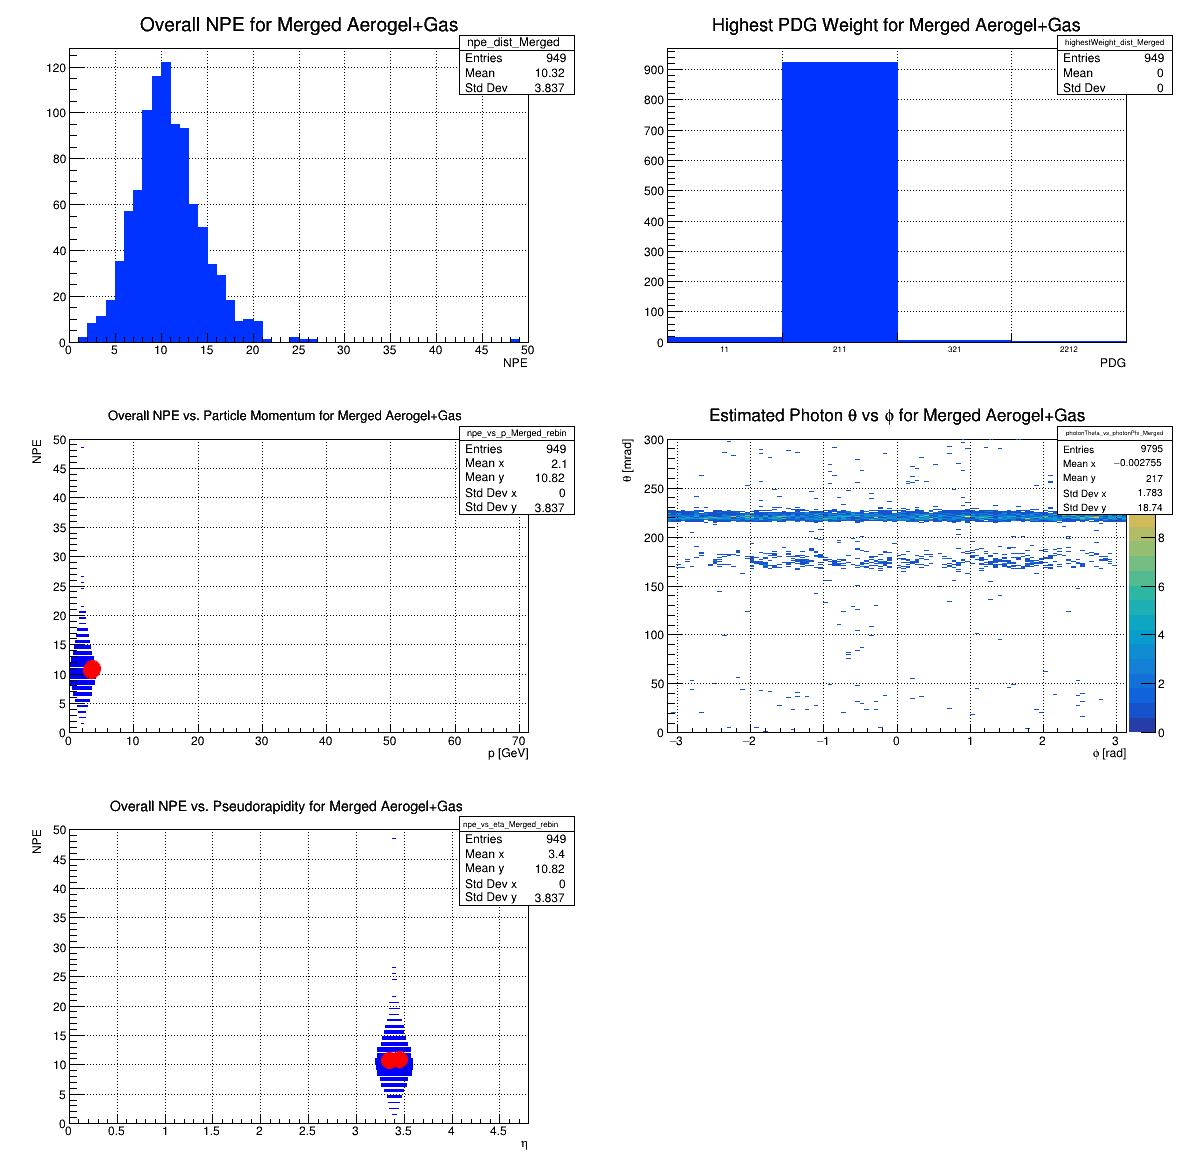 Overall NPE for Merged Aerogel+Gas
npe_dist_Merged
Entries 949
Mean 10.32
Std Dev 3.837
120
100
80
60
40
20
0
0 5 10 15 20 25 30 35 40 45 50
NPE
Highest PDG Weight for Merged Aerogel+Gas
highestWeight_dist_Merged
Entries 949
Mean 0
Std Dev 0
900
800
700
600
500
400
300
200
100
0
11 211 321 2212
PDG
Overall NPE vs. Particle Momentum for Merged Aerogel+Gas
npe_vs_p_Merged_rebin
Entries 949
Mean x 2.1
Mean y 10.82
Std Dev x 0
Std Dev y 3.837
NPE
50
45
40
35
30
25
20
15
10
5
0
0 10 20 30 40 50 60 70
p [GeV]
Estimated Photon θ vs ϕ for Merged Aerogel+Gas
photonTheta_vs_photonPhi_Merged
Entries 9795
Mean x −0.002755
Mean y 217
Std Dev x 1.783
Std Dev y 18.74
θ [mrad]
300
250
200
150
100
50
0
−3 −2 −1 0 1 2 3
ϕ [rad]
8
6
4
2
0
Overall NPE vs. Pseudorapidity for Merged Aerogel+Gas
npe_vs_eta_Merged_rebin
Entries 949
Mean x 3.4
Mean y 10.82
Std Dev x 0
Std Dev y 3.837
NPE
50
45
40
35
30
25
20
15
10
5
0
0 0.5 1 1.5 2 2.5 3 3.5 4 4.5
η